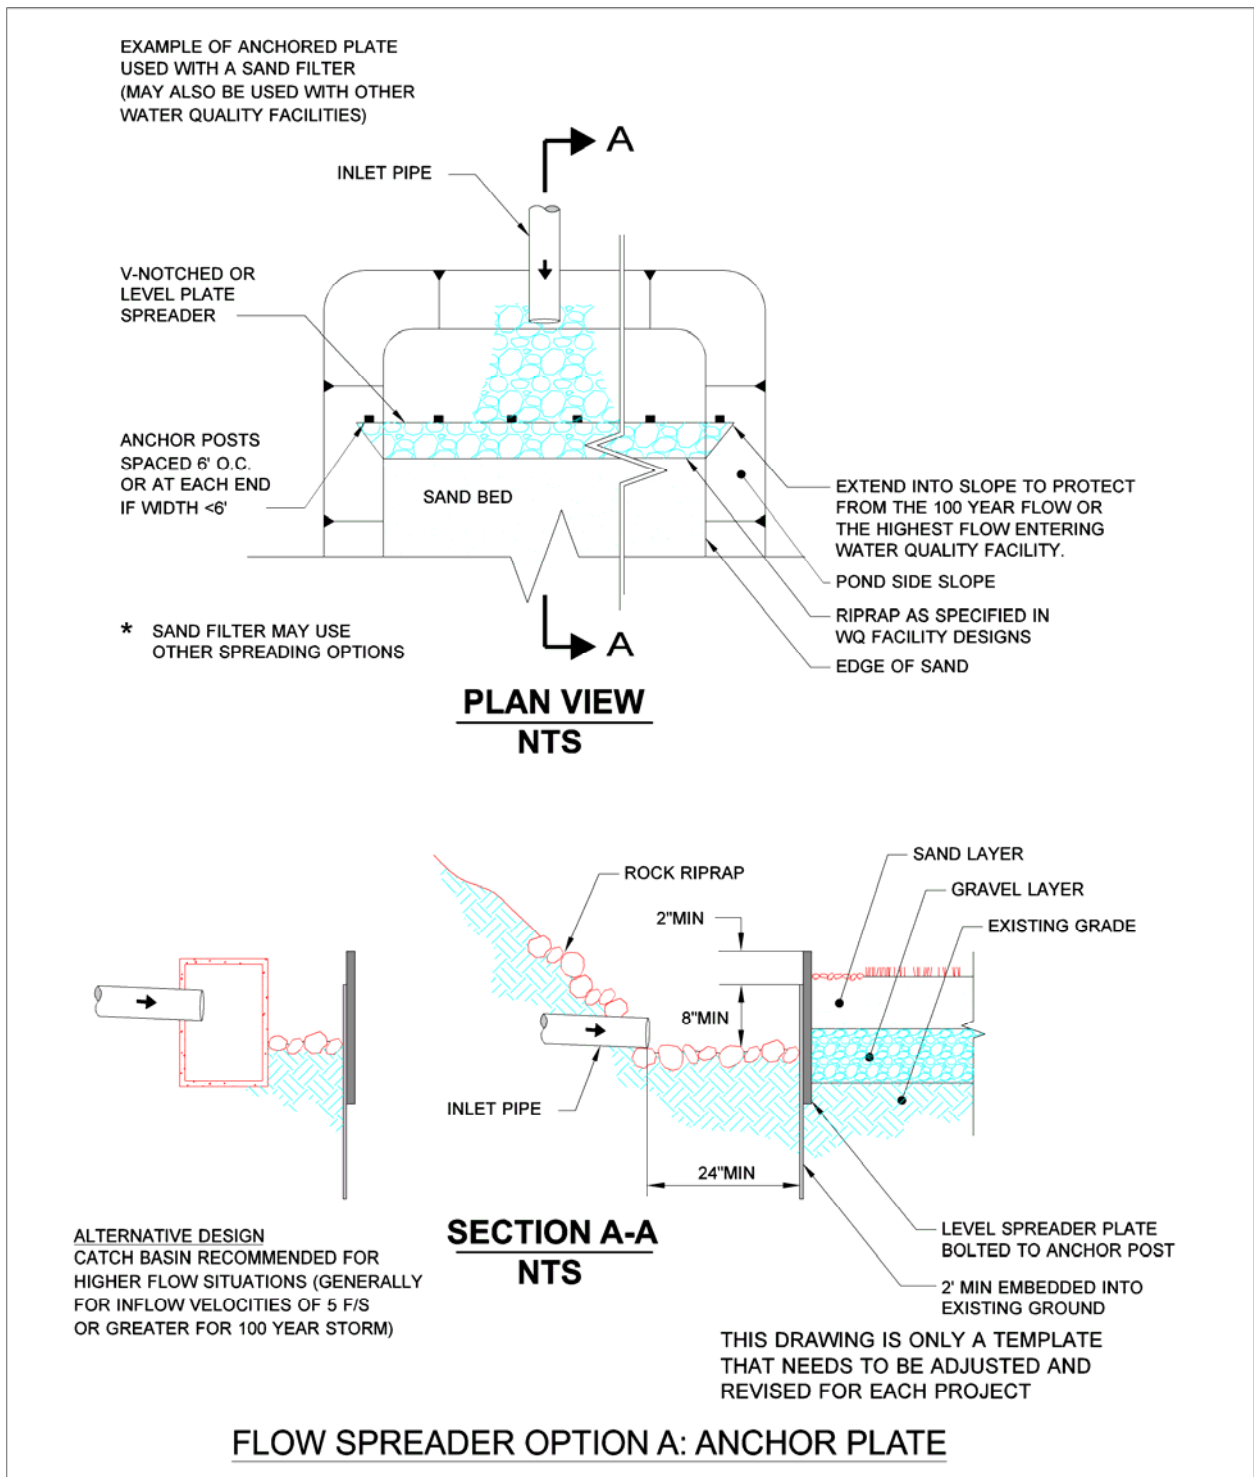 EXAMPLE OF ANCHORED PLATE
USED WITH A SAND FILTER
(MAY ALSO BE USED WITH OTHER
WATER QUALITY FACILITIES)
A
INLET PIPE
V-NOTCHED OR
LEVEL PLATE
SPREADER
ANCHOR POSTS
SPACED 6' O.C.
OR AT EACH END
IF WIDTH <6'
SAND BED
EXTEND INTO SLOPE TO PROTECT
FROM THE 100 YEAR FLOW OR
THE HIGHEST FLOW ENTERING
WATER QUALITY FACILITY.
POND SIDE SLOPE
RIPRAP AS SPECIFIED IN
WQ FACILITY DESIGNS
EDGE OF SAND
* SAND FILTER MAY USE
OTHER SPREADING OPTIONS
A
PLAN VIEW
NTS
SAND LAYER
GRAVEL LAYER
EXISTING GRADE
ROCK RIPRAP
2"MIN
8"MIN
INLET PIPE
24"MIN
SECTION A-A
NTS
LEVEL SPREADER PLATE
BOLTED TO ANCHOR POST
2' MIN EMBEDDED INTO
EXISTING GROUND
ALTERNATIVE DESIGN
CATCH BASIN RECOMMENDED FOR
HIGHER FLOW SITUATIONS (GENERALLY
FOR INFLOW VELOCITIES OF 5 F/S
OR GREATER FOR 100 YEAR STORM)
THIS DRAWING IS ONLY A TEMPLATE
THAT NEEDS TO BE ADJUSTED AND
REVISED FOR EACH PROJECT
FLOW SPREADER OPTION A: ANCHOR PLATE